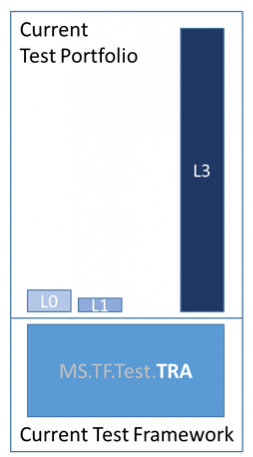 Current
Test Portfolio
L3
L0
L1
MS.TF.Test.TRA
Current Test Framework